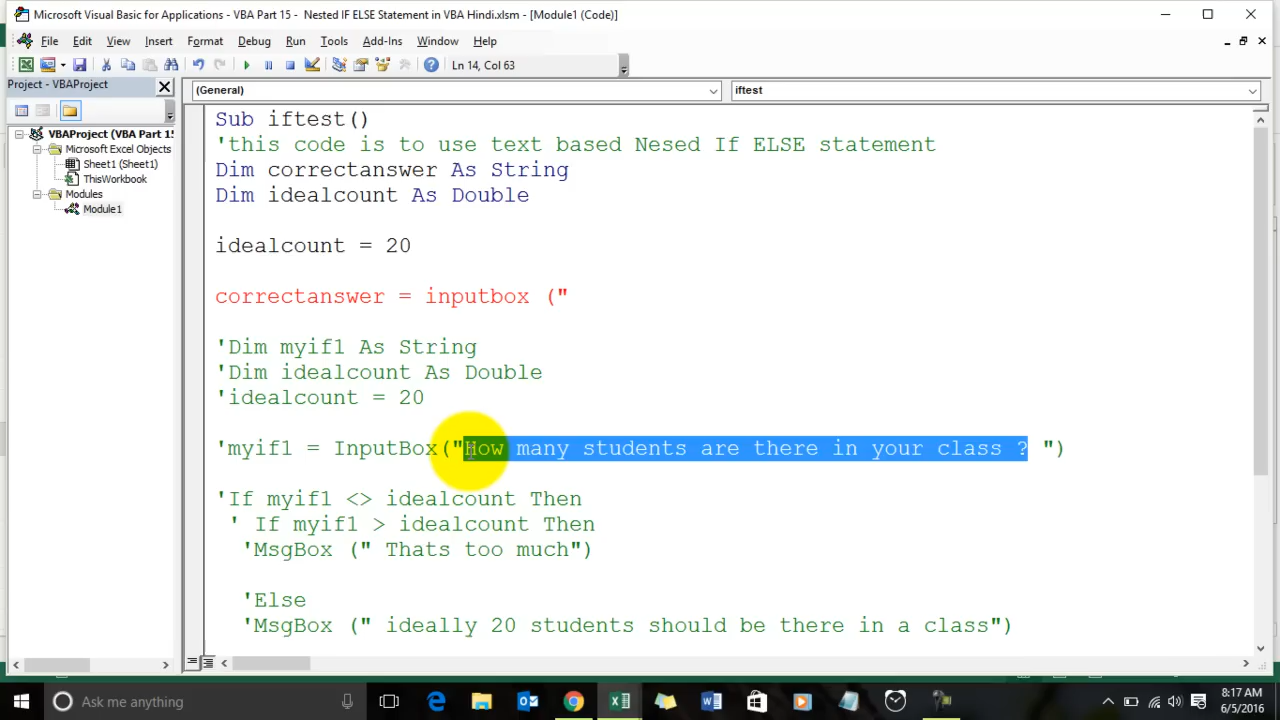 Microsoft Visual Basic for Applications - VBA Part 15 - Nested IF ELSE Statement in VBA Hindi.xlsm - [Module1 (Code)]
File Edit View Insert Format Debug Run Tools Add-Ins Window Help
Ln 14, Col 63
Project - VBAProject
(General) iftest
VBAProject (VBA Part 15
Microsoft Excel Objects
Sheet1 (Sheet1)
ThisWorkbook
Modules
Module1
Sub iftest()
'this code is to use text based Nesed If ELSE statement
Dim correctanswer As String
Dim idealcount As Double
idealcount = 20
correctanswer = inputbox ("
'Dim myif1 As String
'Dim idealcount As Double
'idealcount = 20
'myif1 = InputBox("How many students are there in your class ? ")
'If myif1 <> idealcount Then
' If myif1 > idealcount Then
'MsgBox (" Thats too much")
'Else
'MsgBox (" ideally 20 students should be there in a class")
Ask me anything
8:17 AM
6/5/2016